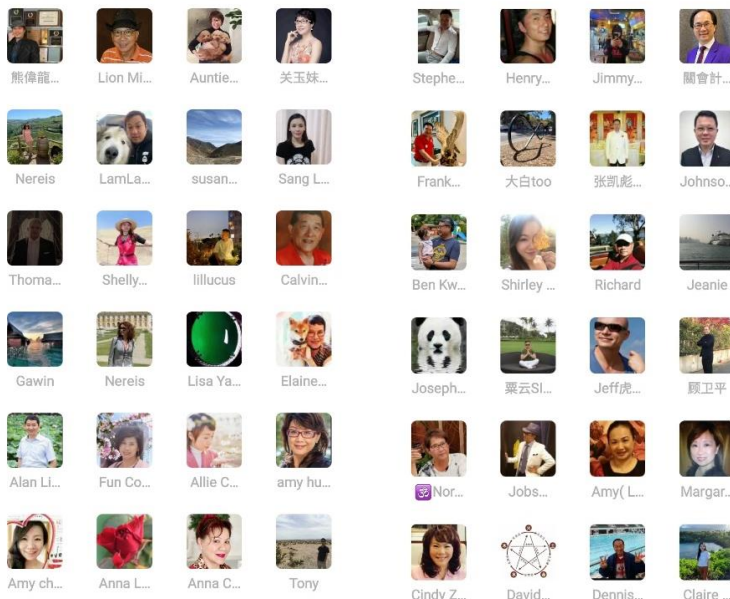 熊偉龍... Lion Mi... Auntie... 关玉妹...
Nereis LamLa... susan... Sang L...
Thoma... Shelly... lillucus Calvin...
Gawin Nereis Lisa Ya... Elaine...
Alan Li... Fun Co... Allie C... amy hu...
Amy ch... Anna L... Anna C... Tony
Stephe... Henry... Jimmy... 關會計...
Frank... 大白too 张凯彪... Johnso...
Ben Kw... Shirley ... Richard Jeanie
Joseph... 粟云Sl... Jeff虎... 顾卫平
🕉Nor... Jobs... Amy( L... Margar...
Cindy Z... David... Dennis... Claire ...